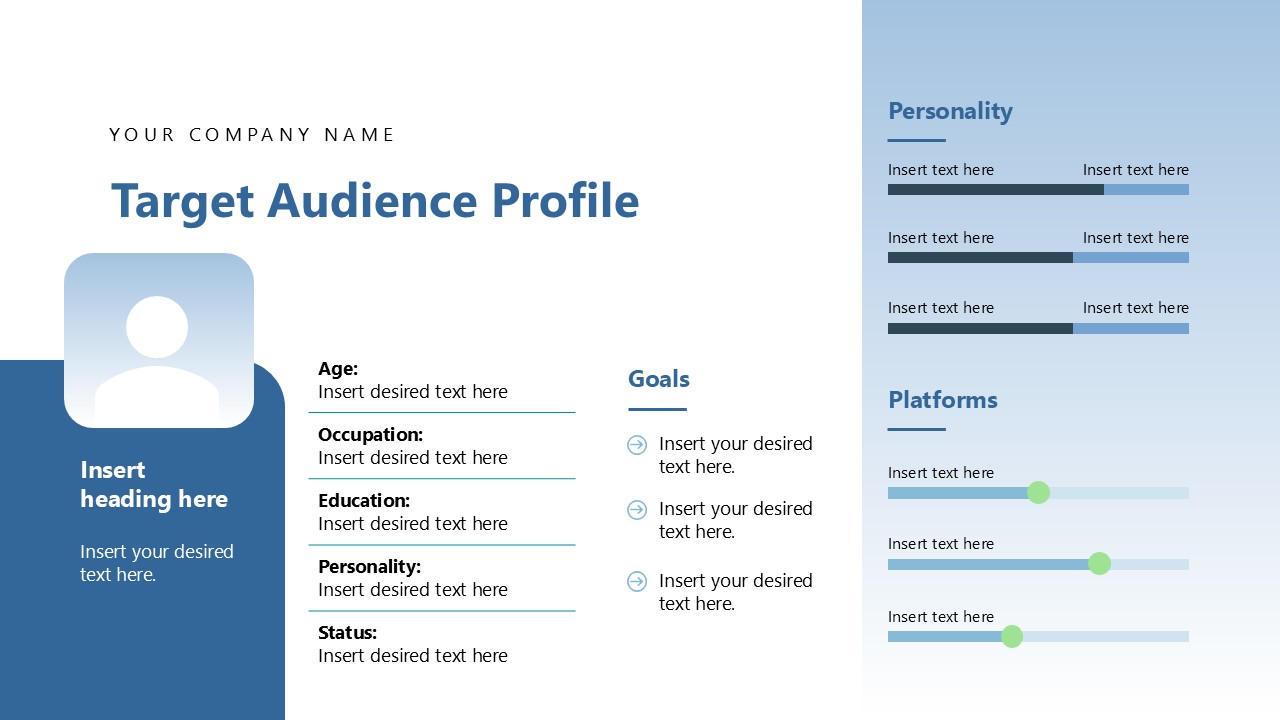 YOUR COMPANY NAME
Target Audience Profile
Insert
heading here
Insert your desired
text here.
Age:
Insert desired text here
Occupation:
Insert desired text here
Education:
Insert desired text here
Personality:
Insert desired text here
Status:
Insert desired text here
Goals
Insert your desired
text here.
Insert your desired
text here.
Insert your desired
text here.
Personality
Insert text here Insert text here
Insert text here Insert text here
Insert text here Insert text here
Platforms
Insert text here
Insert text here
Insert text here